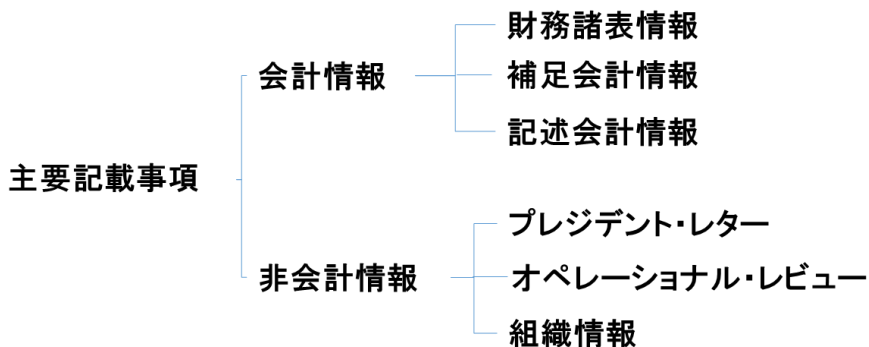 主要記載事項
会計情報
財務諸表情報
補足会計情報
記述会計情報
非会計情報
プレジデント・レター
オペレーショナル・レビュー
組織情報